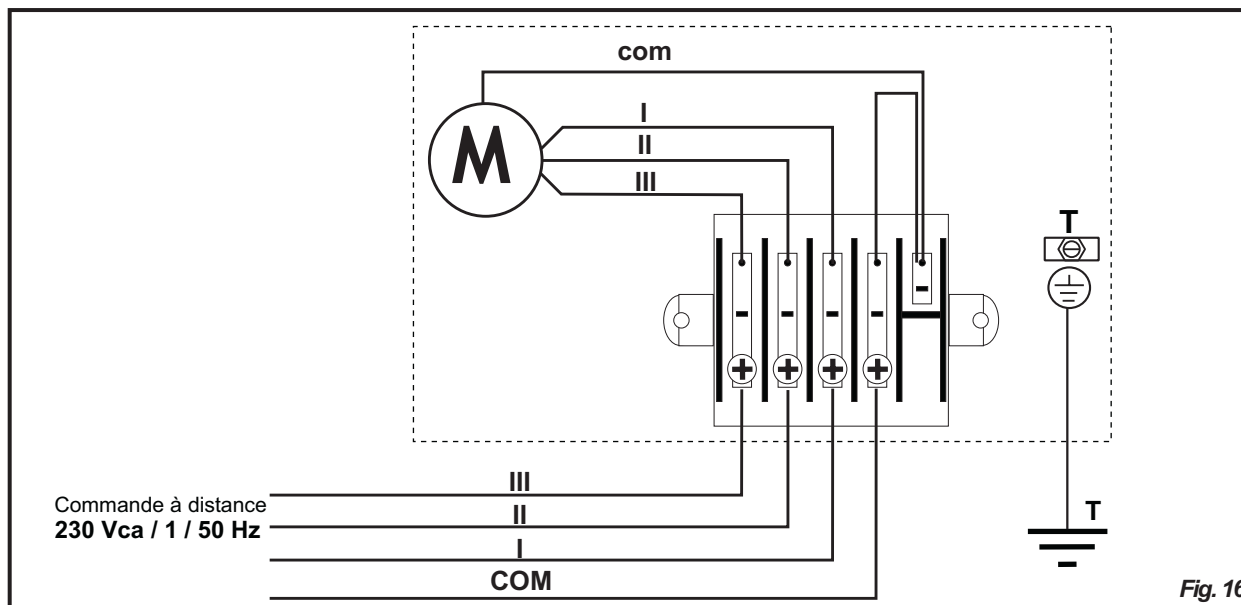 com
I
II
M
III
T
III
Commande à distance
230 Vca / 1 / 50 Hz
II
T
I
COM
Fig. 16